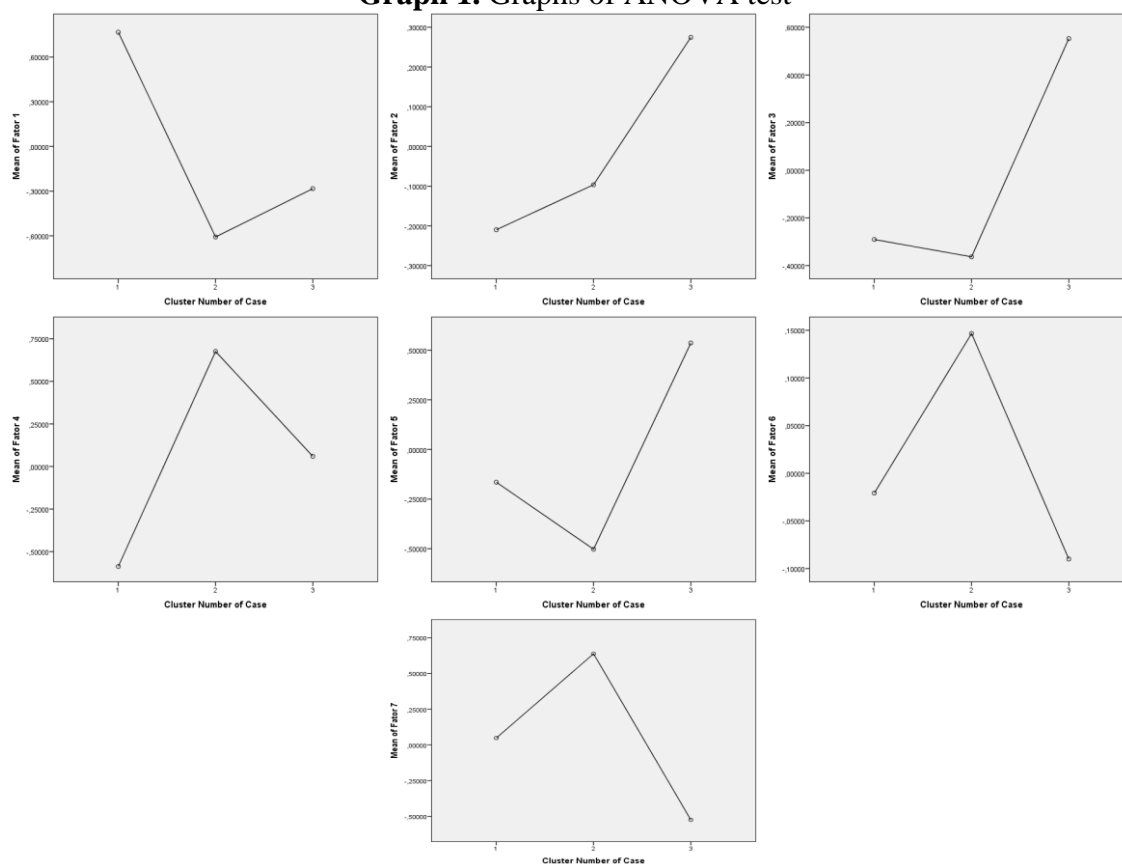 Graph 1. Graphs of ANOVA test
,60000
,30000
,00000
-,30000
-,60000
Mean of Fator 1
1 2 3
Cluster Number of Case
,30000
,20000
,10000
,00000
-,10000
-,20000
-,30000
Mean of Fator 2
1 2 3
Cluster Number of Case
,60000
,40000
,20000
,00000
-,20000
-,40000
Mean of Fator 3
1 2 3
Cluster Number of Case
,75000
,50000
,25000
,00000
-,25000
-,50000
Mean of Fator 4
1 2 3
Cluster Number of Case
,50000
,25000
,00000
-,25000
-,50000
Mean of Fator 5
1 2 3
Cluster Number of Case
,15000
,10000
,05000
,00000
-,05000
-,10000
Mean of Fator 6
1 2 3
Cluster Number of Case
,75000
,50000
,25000
,00000
-,25000
-,50000
Mean of Fator 7
1 2 3
Cluster Number of Case